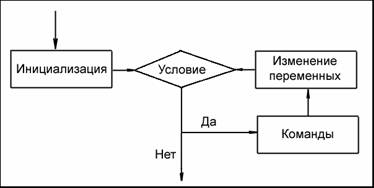 Инициализация
Условие
Изменение
переменных
Да
Команды
Нет